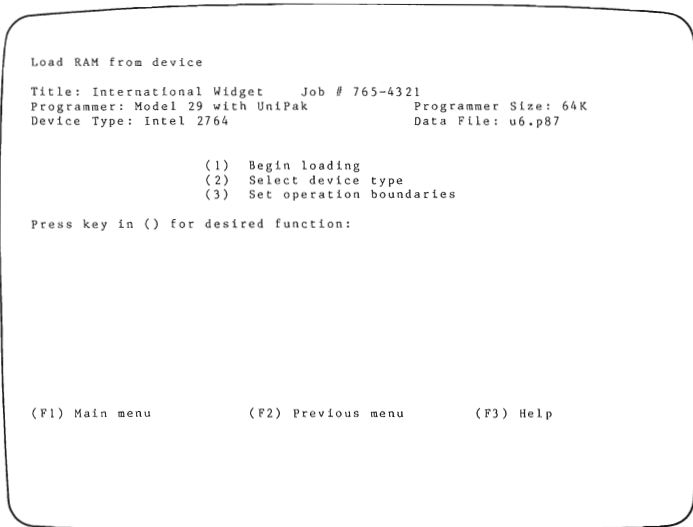 Load RAM from device
Title: International Widget Job # 765-4321
Programmer: Model 29 with UniPak Programmer Size: 64K
Device Type: Intel 2764 Data File: u6.p87
(1) Begin loading
(2) Select device type
(3) Set operation boundaries
Press key in () for desired function:
(F1) Main menu (F2) Previous menu (F3) Help